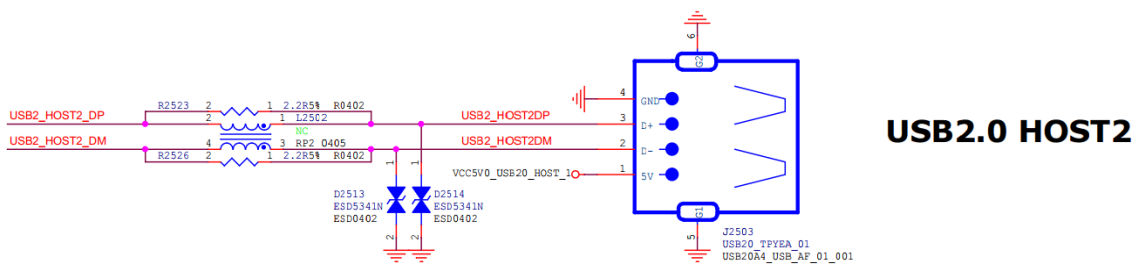 6
G2
R2523 2 1 2.2R5% R0402
4 GND
USB2_HOST2_DP 2 1 L2502 USB2_HOST2DP 3 D+
NC
USB2_HOST2_DM 4 3 RP2_0405 USB2_HOST2DM 2 D-
R2526 2 1 2.2R5% R0402
USB2.0 HOST2
1 1 VCC5V0_USB20_HOST_1 1 5V
D2513 D2514
ESD5341N ESD5341N
ESD0402 ESD0402
G1
2 2 5
J2503
USB20_TPYEA_01
USB20A4_USB_AF_01_001